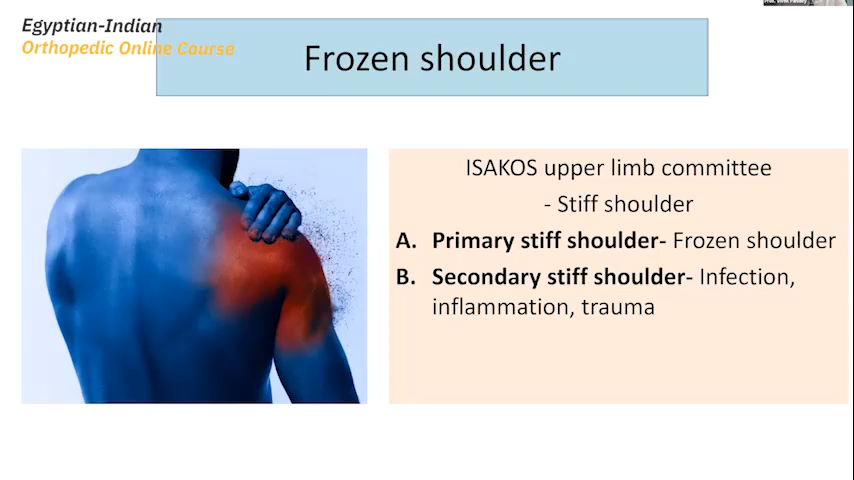 Egyptian-Indian
Orthopedic Online Course
Frozen shoulder
ISAKOS upper limb committee
- Stiff shoulder
A. Primary stiff shoulder- Frozen shoulder
B. Secondary stiff shoulder- Infection,
inflammation, trauma